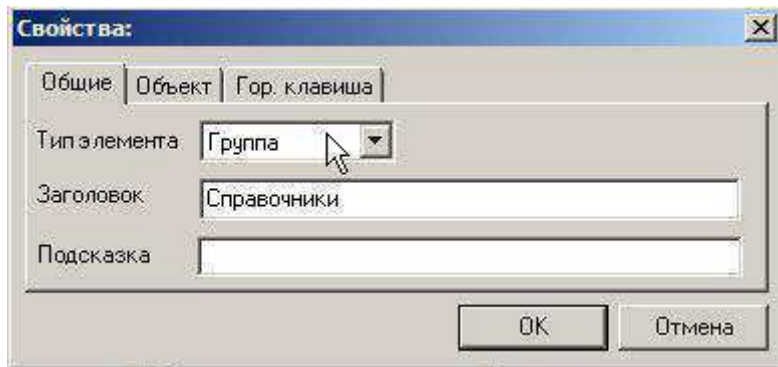 Свойства:
Общие Объект Гор. клавиша
Тип элемента Группа
Заголовок Справочники
Подсказка
OK Отмена